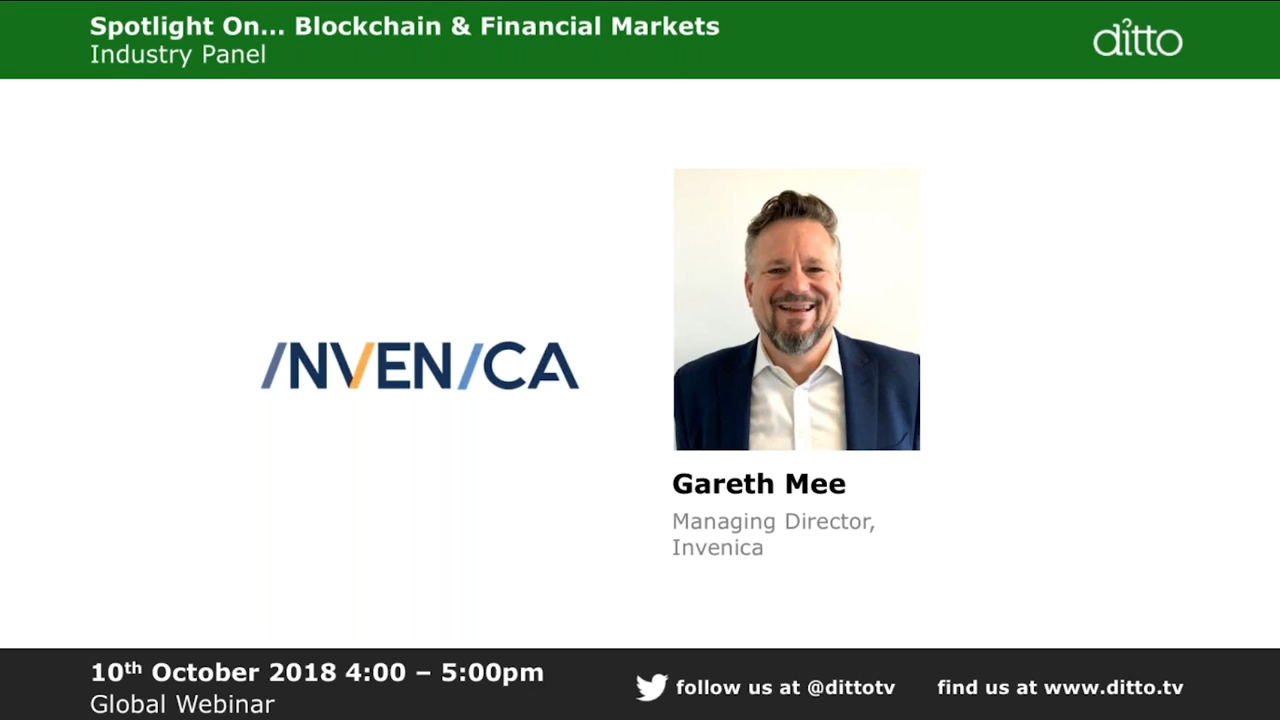 Spotlight On... Blockchain & Financial Markets
Industry Panel
ditto
INVENICA
Gareth Mee
Managing Director,
Invenica
10th October 2018 4:00 – 5:00pm
Global Webinar
follow us at @dittotv
find us at www.ditto.tv